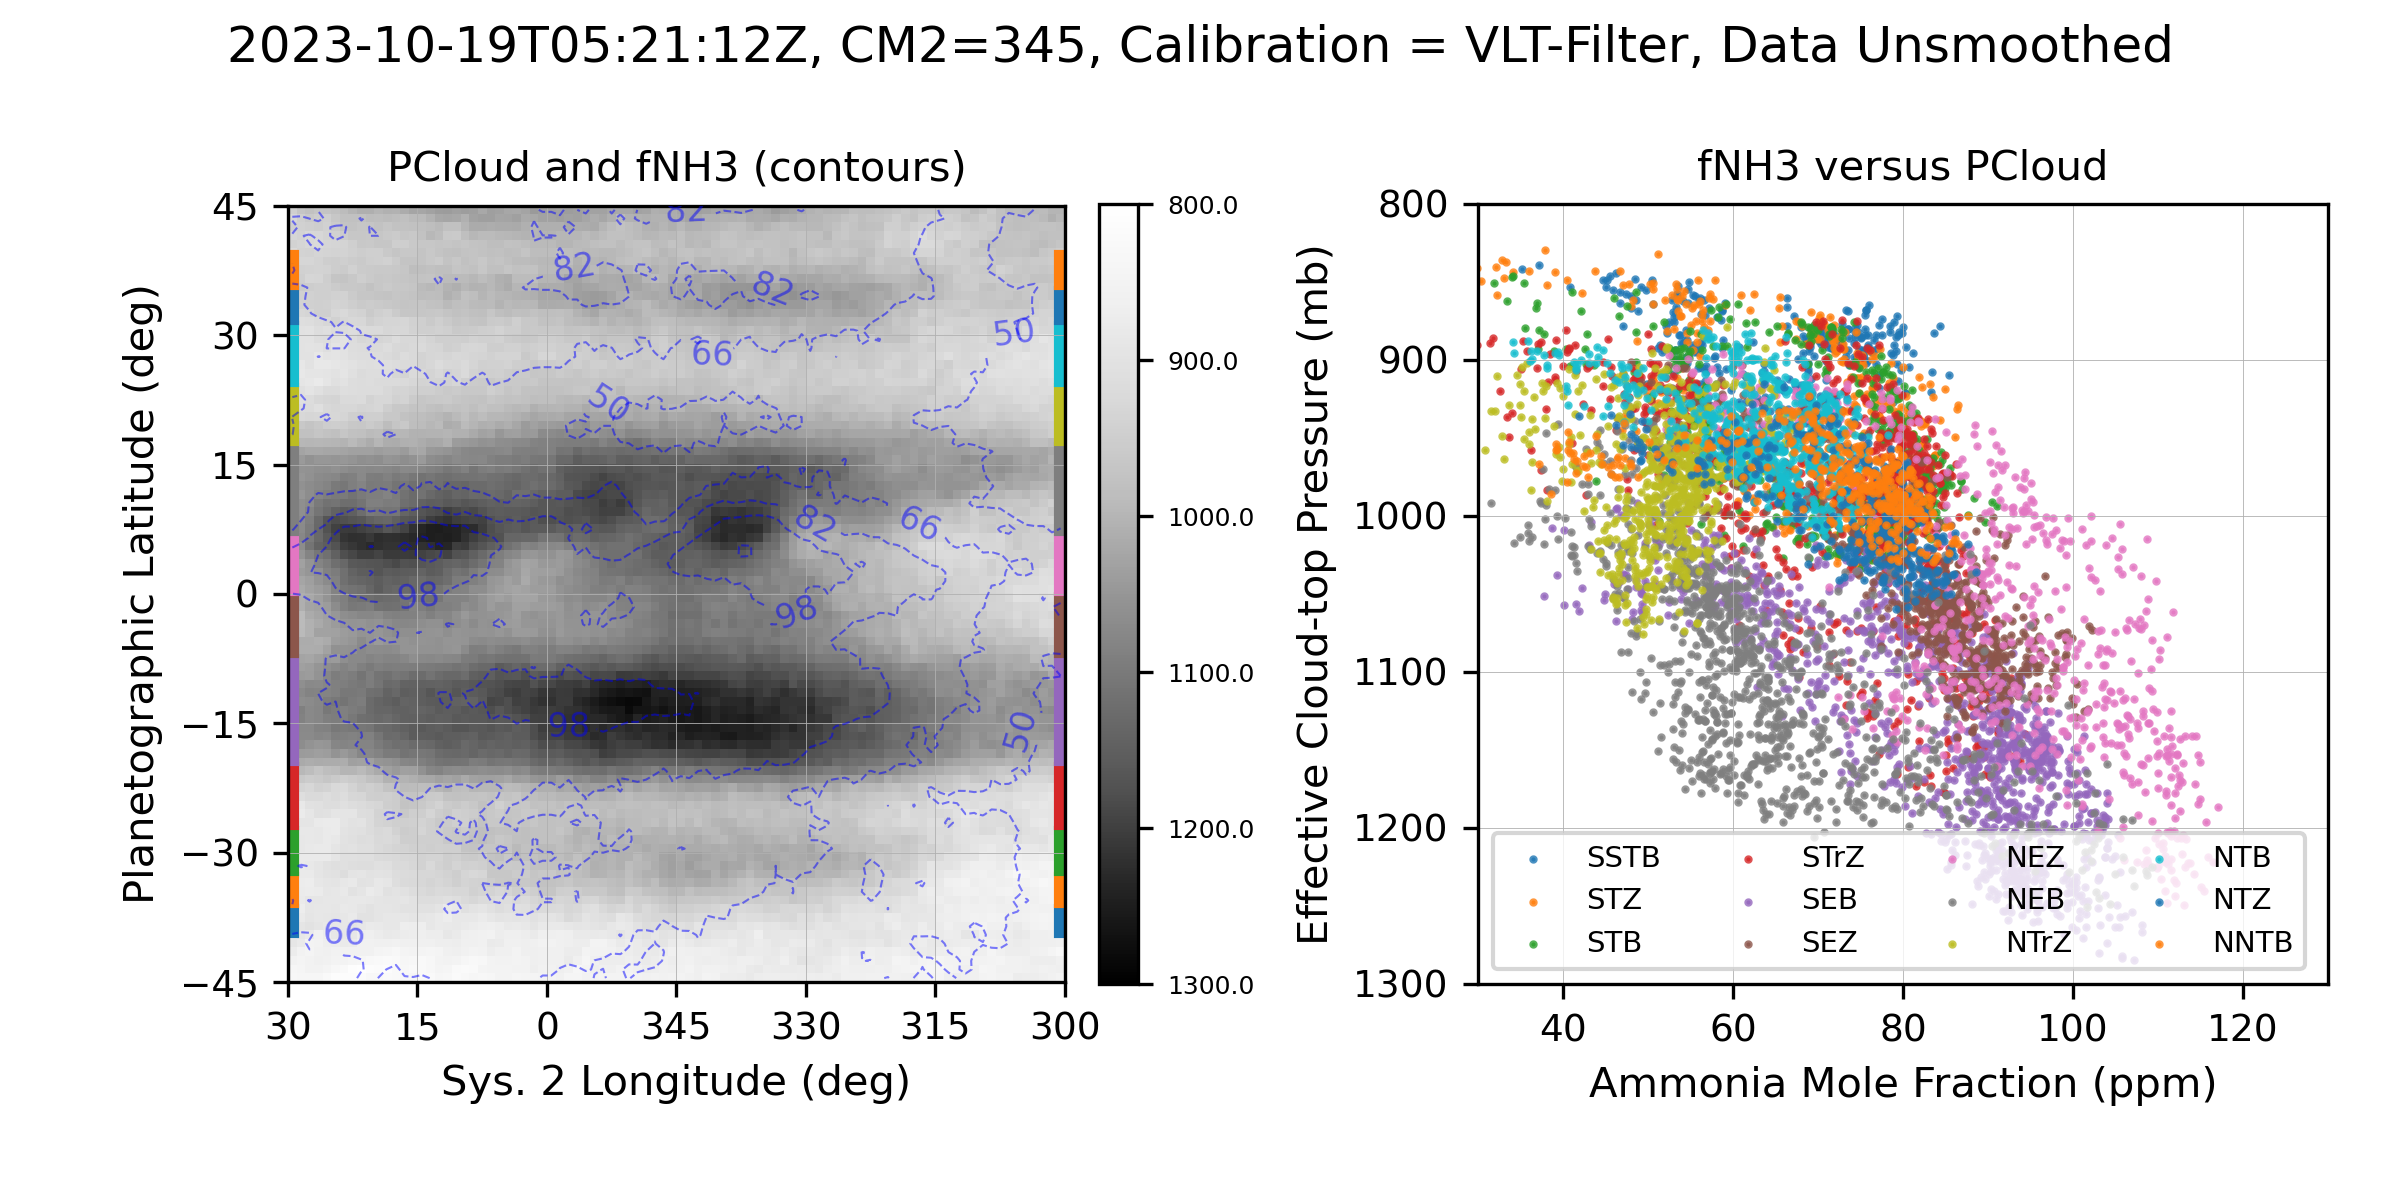 2023-10-19T05:21:12Z, CM2=345, Calibration = VLT-Filter, Data Unsmoothed
PCloud and fNH3 (contours)
Planetographic Latitude (deg)
45
30
15
0
−15
−30
−45
30 15 0 345 330 315 300
Sys. 2 Longitude (deg)
82
82
82
50
66
50
82
66
98
98
98
50
66
800.0
900.0
1000.0
1100.0
1200.0
1300.0
fNH3 versus PCloud
Effective Cloud-top Pressure (mb)
800
900
1000
1100
1200
1300
SSTB STrZ NEZ NTB
STZ SEB NEB NTZ
STB SEZ NTrZ NNTB
40 60 80 100 120
Ammonia Mole Fraction (ppm)